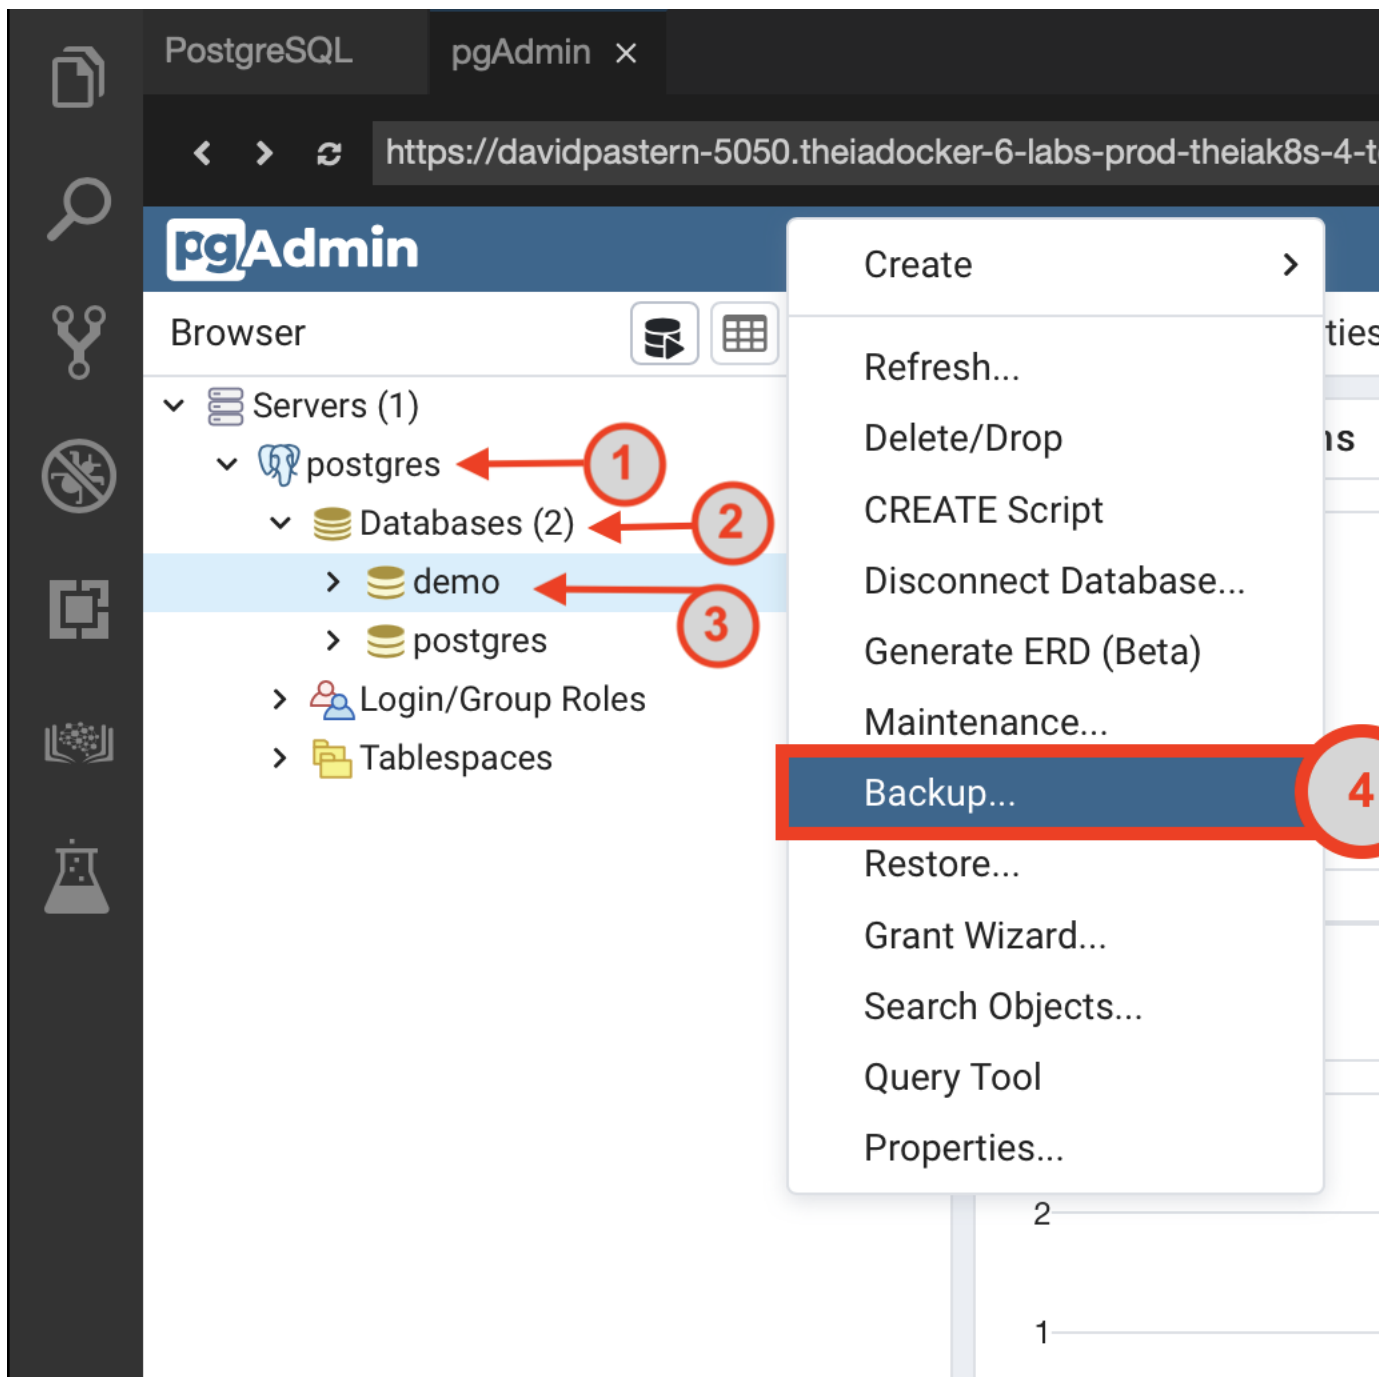 PostgreSQL
pgAdmin
https://davidpastern-5050.theiadocker-6-labs-prod-theiak8s-4-t
pgAdmin
Browser
Servers (1)
postgres
1
Databases (2)
2
demo
3
postgres
Login/Group Roles
Tablespaces
Create
Refresh...
Delete/Drop
CREATE Script
Disconnect Database...
Generate ERD (Beta)
Maintenance...
Backup...
4
Restore...
Grant Wizard...
Search Objects...
Query Tool
Properties...
ties
ns
2
1